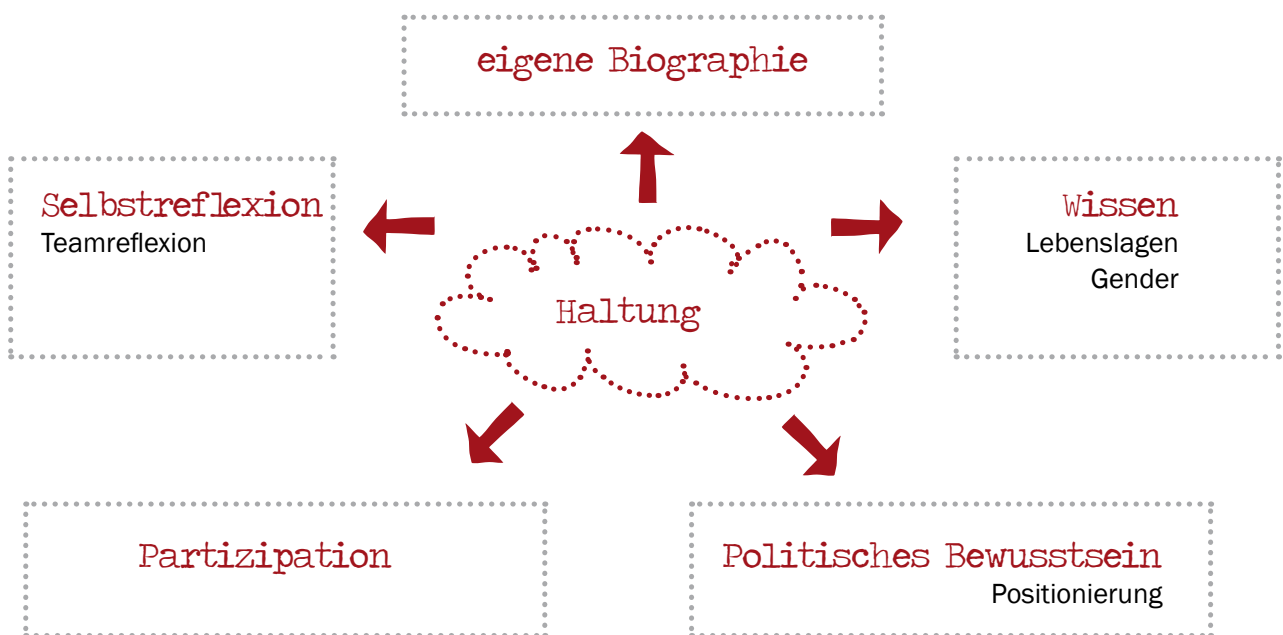 eigene Biographie
Selbstreflexion
Teamreflexion
Wissen
Lebenslagen
Gender
Haltung
Partizipation
Politisches Bewusstsein
Positionierung